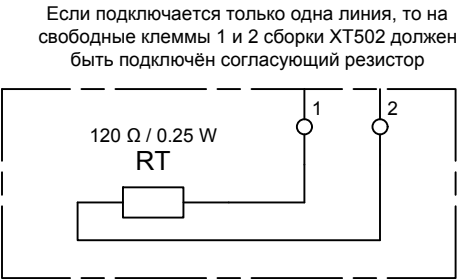 Если подключается только одна линия, то на
свободные клеммы 1 и 2 сборки XT502 должен
быть подключён согласующий резистор
1
2
120 Ω / 0.25 W
RT